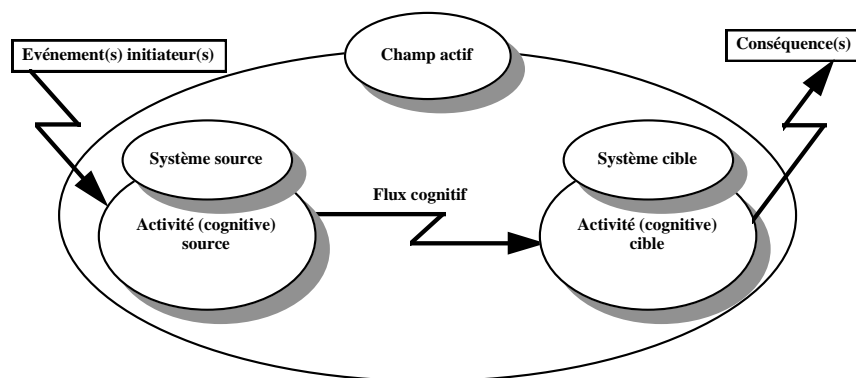 Evénement(s) initiateur(s)
Champ actif
Conséquence(s)
Système source
Système cible
Flux cognitif
Activité (cognitive)
source
Activité (cognitive)
cible